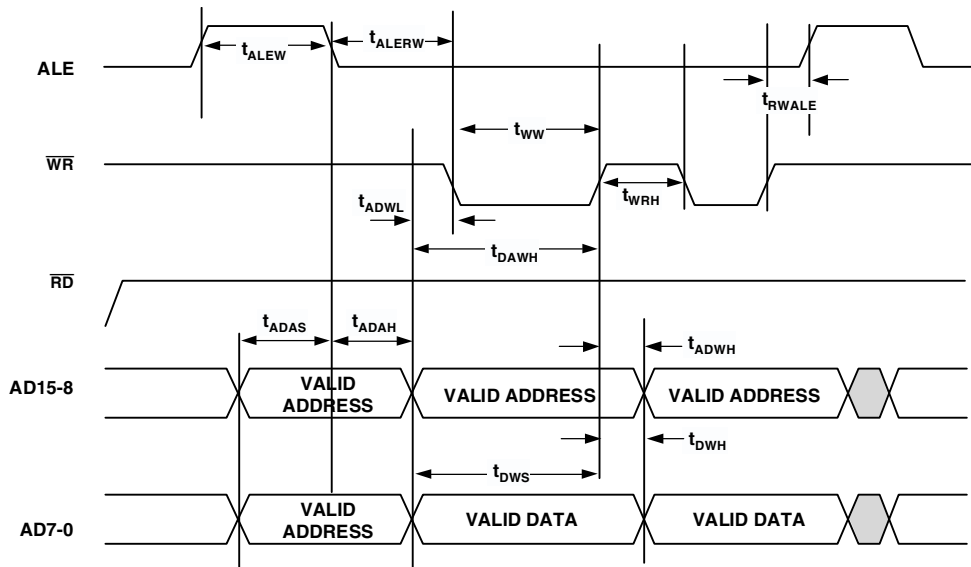 tALEW
tALERW
ALE
tRWALE
tWW
WR
tWRH
tADWL
tDAWH
RD
tADAS
tADAH
tADWH
AD15-8
VALID
ADDRESS
VALID ADDRESS
VALID ADDRESS
tDWH
tDWS
AD7-0
VALID
ADDRESS
VALID DATA
VALID DATA